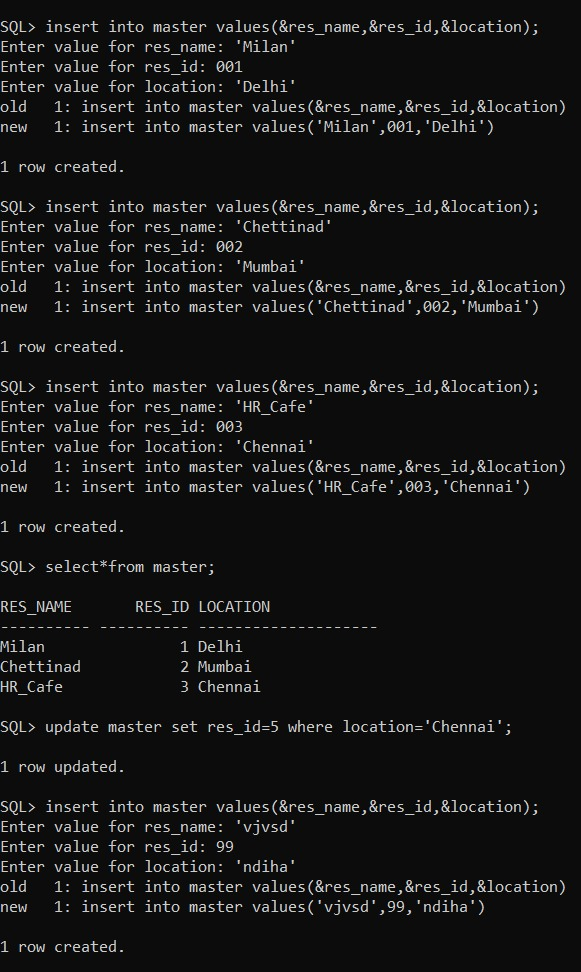 SQL> insert into master values(&res_name,&res_id,&location);
Enter value for res_name: 'Milan'
Enter value for res_id: 001
Enter value for location: 'Delhi'
old   1: insert into master values(&res_name,&res_id,&location)
new   1: insert into master values('Milan',001,'Delhi')

1 row created.

SQL> insert into master values(&res_name,&res_id,&location);
Enter value for res_name: 'Chettinad'
Enter value for res_id: 002
Enter value for location: 'Mumbai'
old   1: insert into master values(&res_name,&res_id,&location)
new   1: insert into master values('Chettinad',002,'Mumbai')

1 row created.

SQL> insert into master values(&res_name,&res_id,&location);
Enter value for res_name: 'HR_Cafe'
Enter value for res_id: 003
Enter value for location: 'Chennai'
old   1: insert into master values(&res_name,&res_id,&location)
new   1: insert into master values('HR_Cafe',003,'Chennai')

1 row created.

SQL> select*from master;

RES_NAME       RES_ID LOCATION
---------- ---------- --------------------
Milan               1 Delhi
Chettinad           2 Mumbai
HR_Cafe             3 Chennai

SQL> update master set res_id=5 where location='Chennai';

1 row updated.

SQL> insert into master values(&res_name,&res_id,&location);
Enter value for res_name: 'vjvsd'
Enter value for res_id: 99
Enter value for location: 'ndiha'
old   1: insert into master values(&res_name,&res_id,&location)
new   1: insert into master values('vjvsd',99,'ndiha')

1 row created.